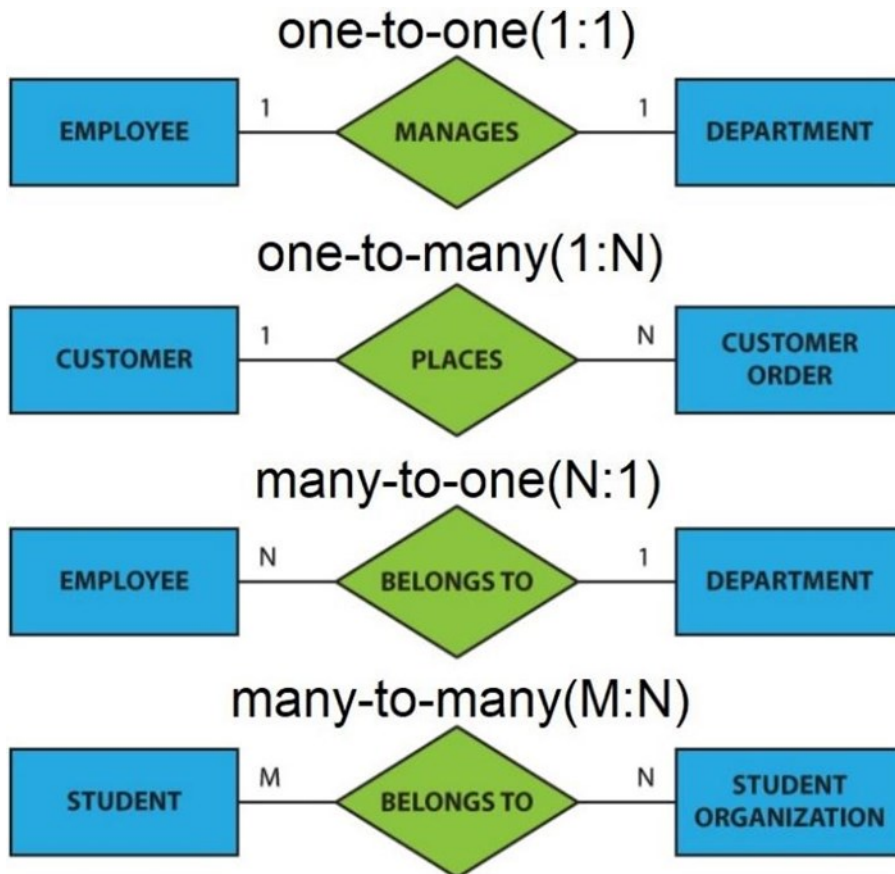 one-to-one(1:1)
EMPLOYEE 1 MANAGES 1 DEPARTMENT
one-to-many(1:N)
CUSTOMER 1 PLACES N CUSTOMER
ORDER
many-to-one(N:1)
EMPLOYEE N BELONGS TO 1 DEPARTMENT
many-to-many(M:N)
STUDENT M BELONGS TO N STUDENT
ORGANIZATION